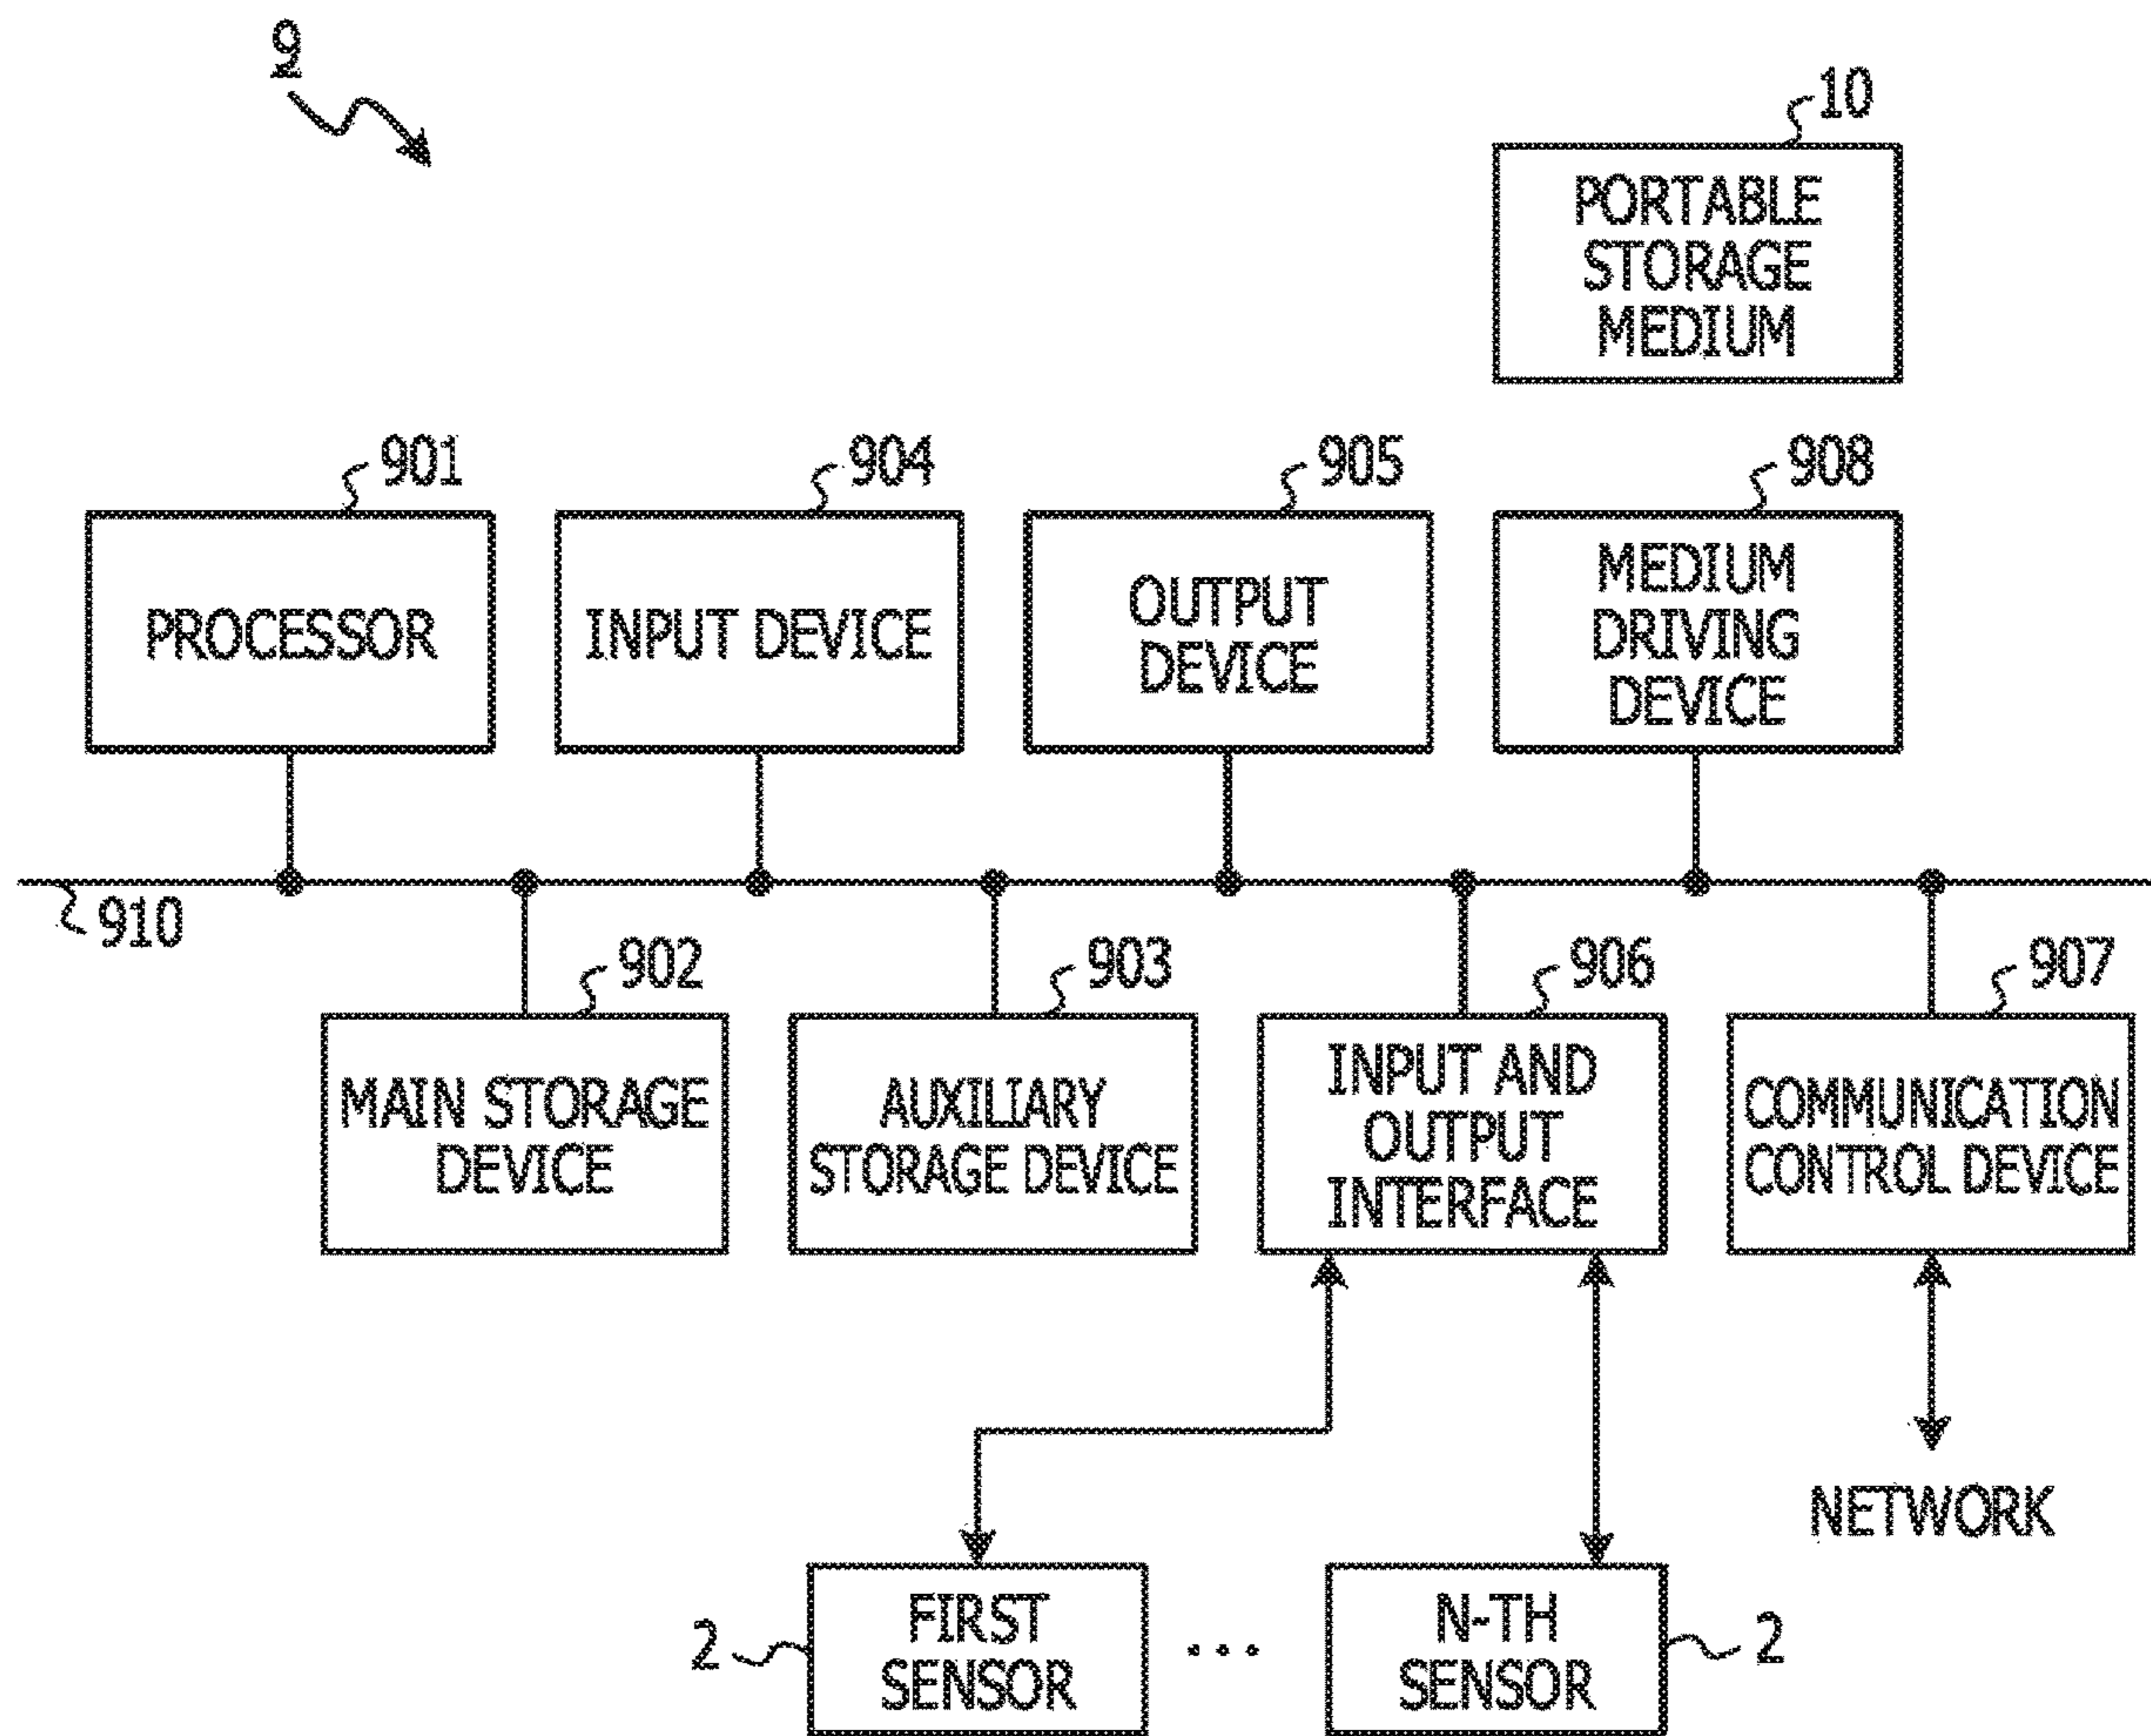 9
10
PORTABLE
STORAGE
MEDIUM
901
904
905
908
PROCESSOR
INPUT DEVICE
OUTPUT
DEVICE
MEDIUM
DRIVING
DEVICE
910
902
903
906
907
MAIN STORAGE
DEVICE
AUXILIARY
STORAGE DEVICE
INPUT AND
OUTPUT
INTERFACE
COMMUNICATION
CONTROL DEVICE
NETWORK
2
FIRST
SENSOR
...
N-TH
SENSOR
2